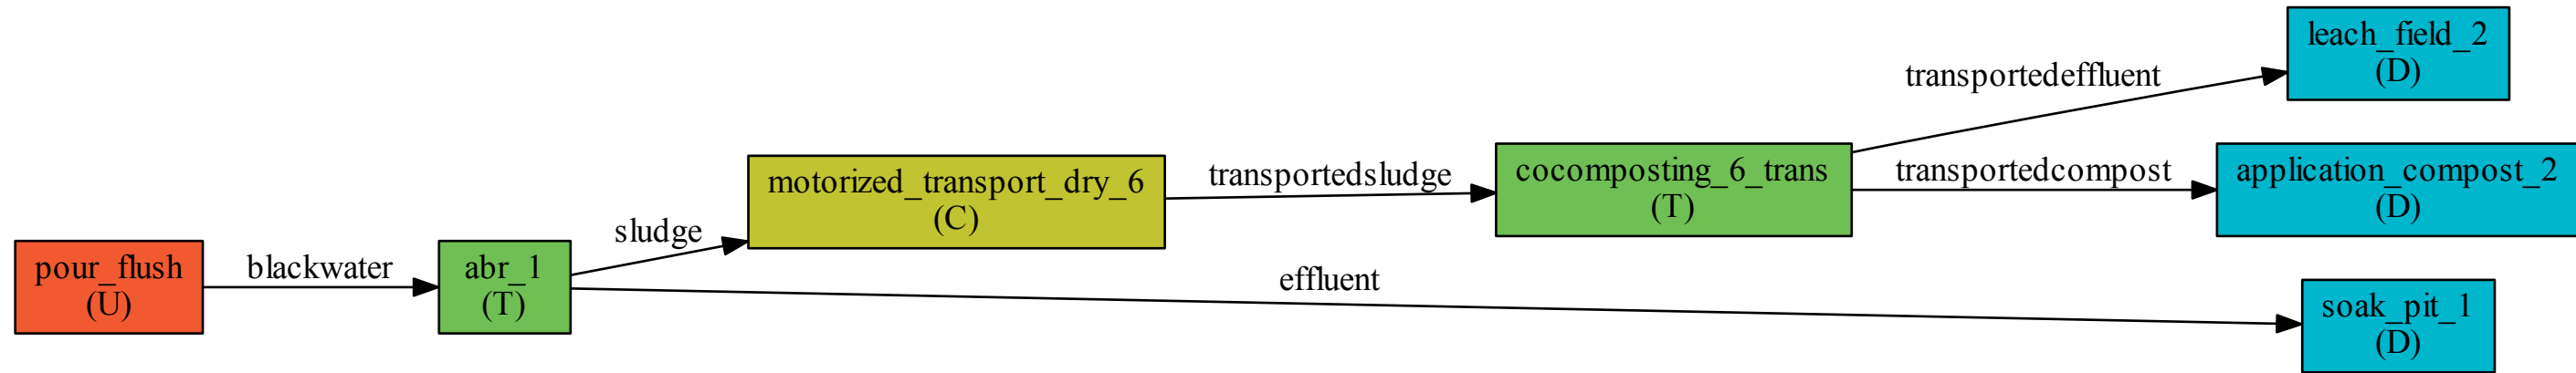 pour_flush
(U)
blackwater
abr_1
(T)
sludge
motorized_transport_dry_6
(C)
transportedsludge
cocomposting_6_trans
(T)
transportedeffluent
leach_field_2
(D)
transportedcompost
application_compost_2
(D)
effluent
soak_pit_1
(D)